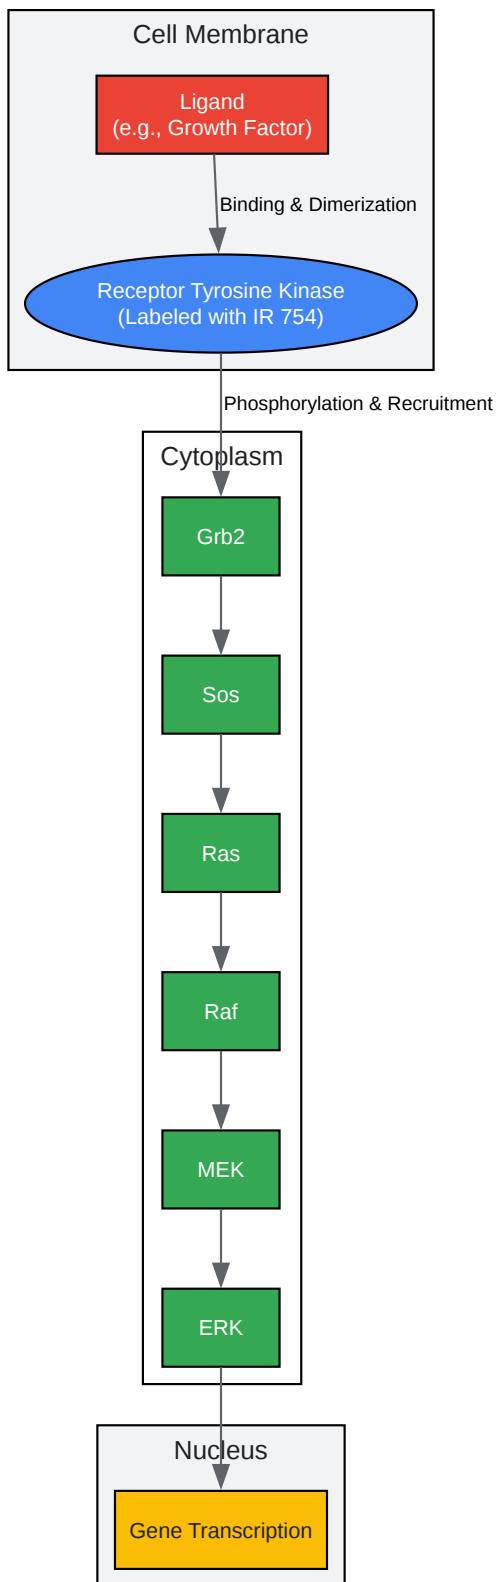 Cell Membrane
Ligand
(e.g., Growth Factor)
Binding & Dimerization
Receptor Tyrosine Kinase
(Labeled with IR 754)
Phosphorylation & Recruitment
Cytoplasm
Grb2
Sos
Ras
Raf
MEK
ERK
Nucleus
Gene Transcription